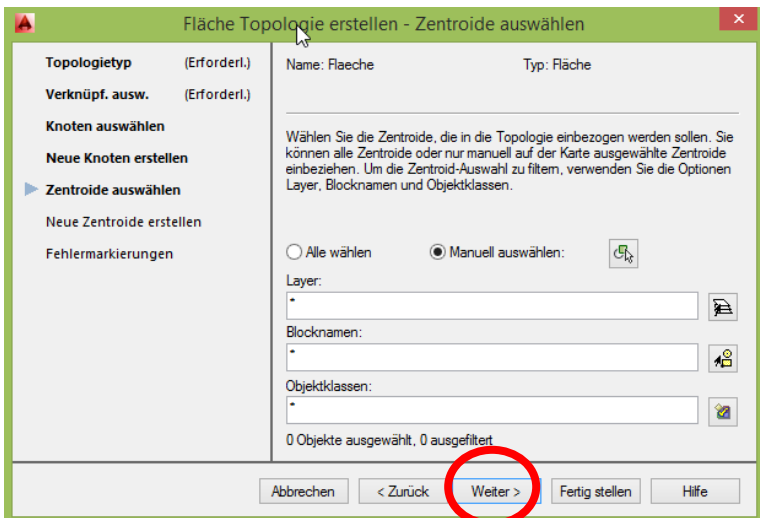 Fläche Topologie erstellen - Zentroide auswählen
Topologietyp (Erforderl.)
Verknüpf. ausw. (Erforderl.)
Knoten auswählen
Neue Knoten erstellen
Zentroide auswählen
Neue Zentroide erstellen
Fehlermarkierungen
Name: Flaeche Typ: Fläche
Wählen Sie die Zentroide, die in die Topologie einbezogen werden sollen. Sie
können alle Zentroide oder nur manuell auf der Karte ausgewählte Zentroide
einbeziehen. Um die Zentroid-Auswahl zu filtern, verwenden Sie die Optionen
Layer, Blocknamen und Objektklassen.
Alle wählen Manuell auswählen:
Layer:
*
Blocknamen:
*
Objektklassen:
*
0 Objekte ausgewählt, 0 ausgefiltert
Abbrechen < Zurück Weiter > Fertig stellen Hilfe